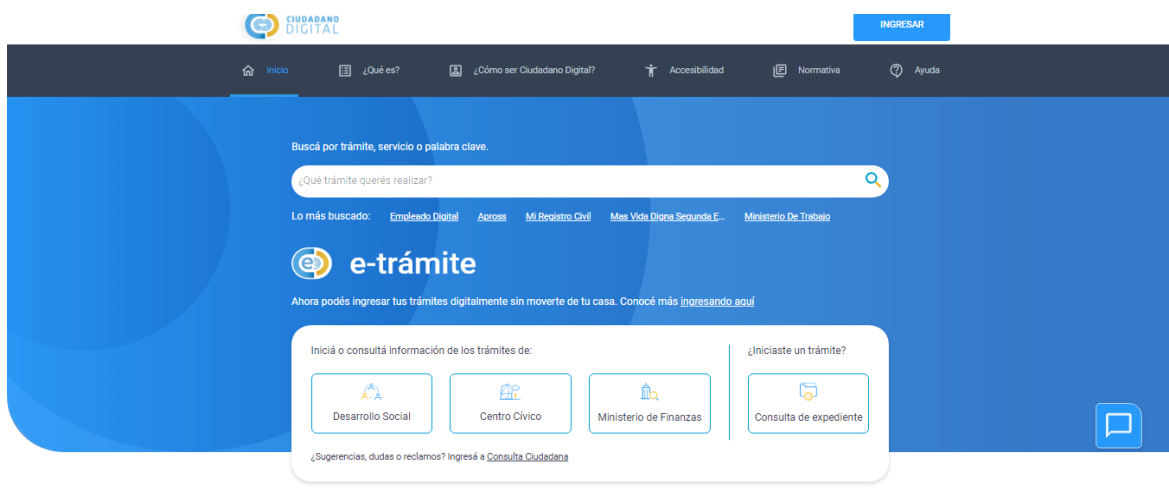 CIUDADANO
DIGITAL
INGRESAR
Inicio
¿Qué es?
¿Cómo ser Ciudadano Digital?
Accesibilidad
Normativa
Ayuda
Buscá por trámite, servicio o palabra clave.
¿Qué trámite querés realizar?
Lo más buscado: Empleado Digital Apross Mi Registro Civil Mas Vida Digna Segunda E... Ministerio De Trabajo
e-trámite
Ahora podés ingresar tus trámites digitalmente sin moverte de tu casa. Conocé más ingresando aquí
Iniciá o consultá información de los trámites de:
Desarrollo Social
Centro Cívico
Ministerio de Finanzas
¿Iniciaste un trámite?
Consulta de expediente
¿Sugerencias, dudas o reclamos? Ingresá a Consulta Ciudadana